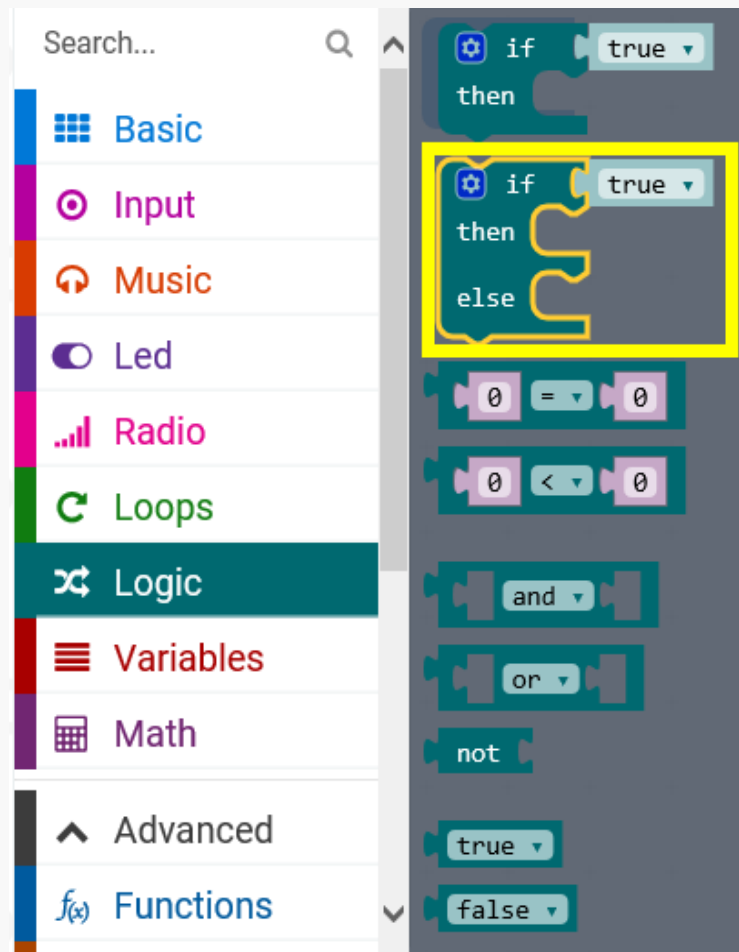 Search...
Basic
Input
Music
Led
Radio
Loops
Logic
Variables
Math
Advanced
f(x) Functions
if true
then
if true
then
else
0 = 0
0 < 0
and
or
not
true
false